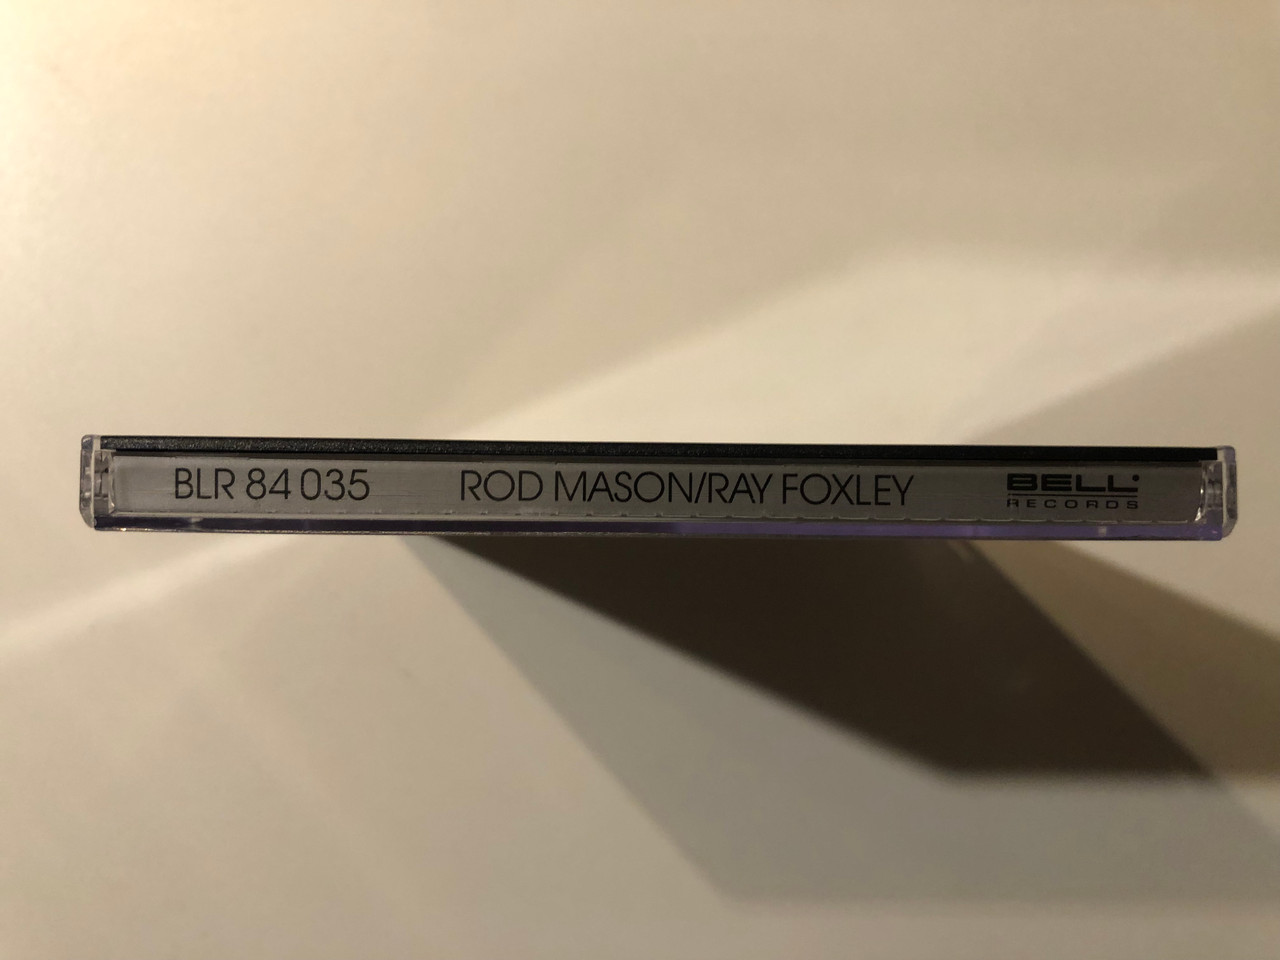 BLR 84 035 ROD MASON/RAY FOXLEY BELL
RECORDS